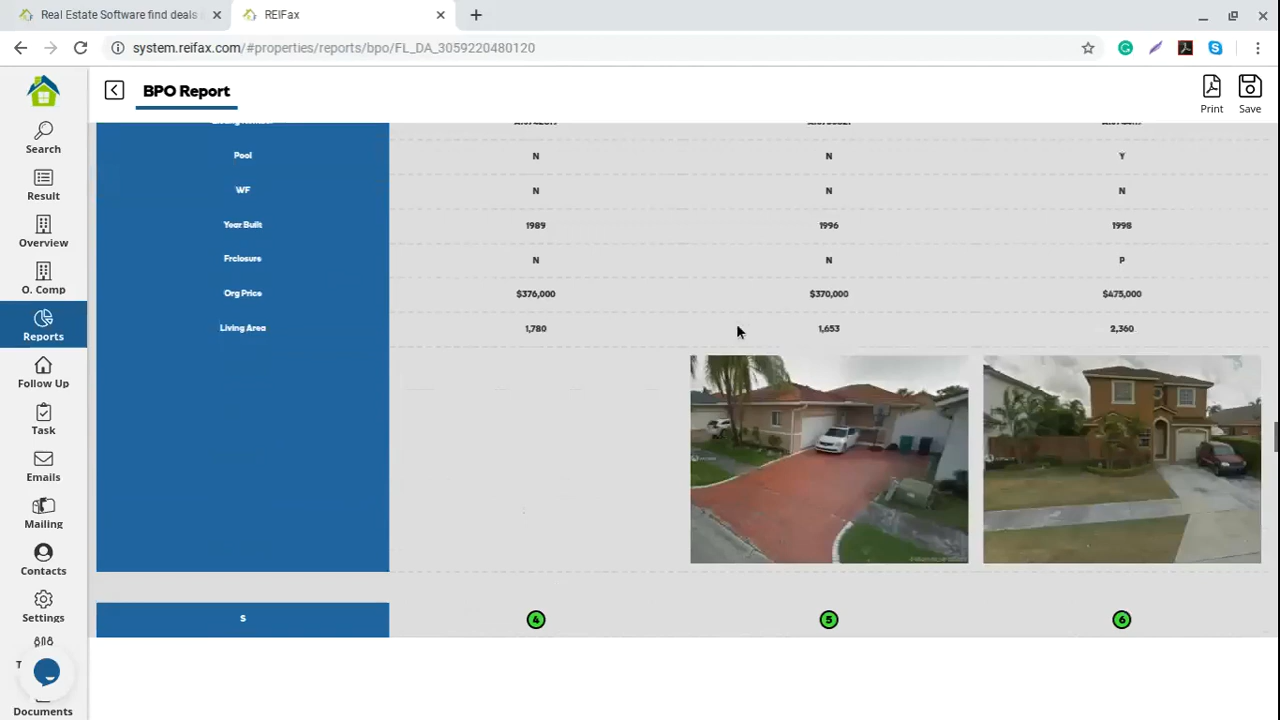 Real Estate Software find deals
REIFax
system.reifax.com/#properties/reports/bpo/FL_DA_3059220480120
BPO Report
Print
Save
Search
Result
Overview
O. Comp
Reports
Follow Up
Task
Emails
Mailing
Contacts
Settings
T
Documents
Pool N N Y
WF N N N
Year Built 1989 1996 1998
Frclosure N N P
Org Price $376,000 $370,000 $475,000
Living Area 1,780 1,653 2,360
S 4 5 6